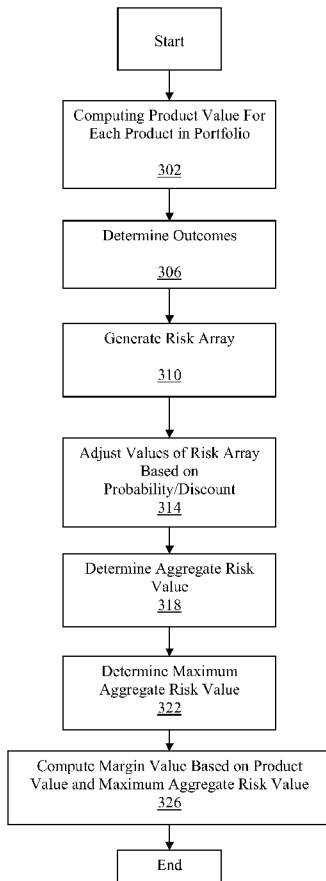 Start
Computing Product Value For
Each Product in Portfolio
302
Determine Outcomes
306
Generate Risk Array
310
Adjust Values of Risk Array
Based on
Probability/Discount
314
Determine Aggregate Risk
Value
318
Determine Maximum
Aggregate Risk Value
322
Compute Margin Value Based on Product
Value and Maximum Aggregate Risk Value
326
End